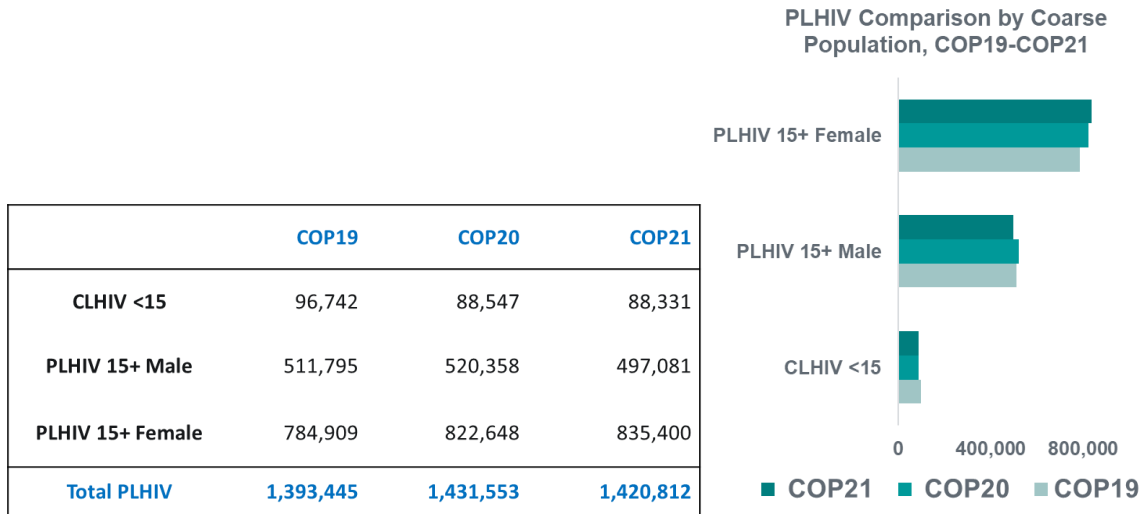 PLHIV Comparison by Coarse
Population, COP19-COP21
COP19 COP20 COP21
CLHIV <15 96,742 88,547 88,331
PLHIV 15+ Male 511,795 520,358 497,081
PLHIV 15+ Female 784,909 822,648 835,400
Total PLHIV 1,393,445 1,431,553 1,420,812
PLHIV 15+ Female
PLHIV 15+ Male
CLHIV <15
0 400,000 800,000
COP21 COP20 COP19